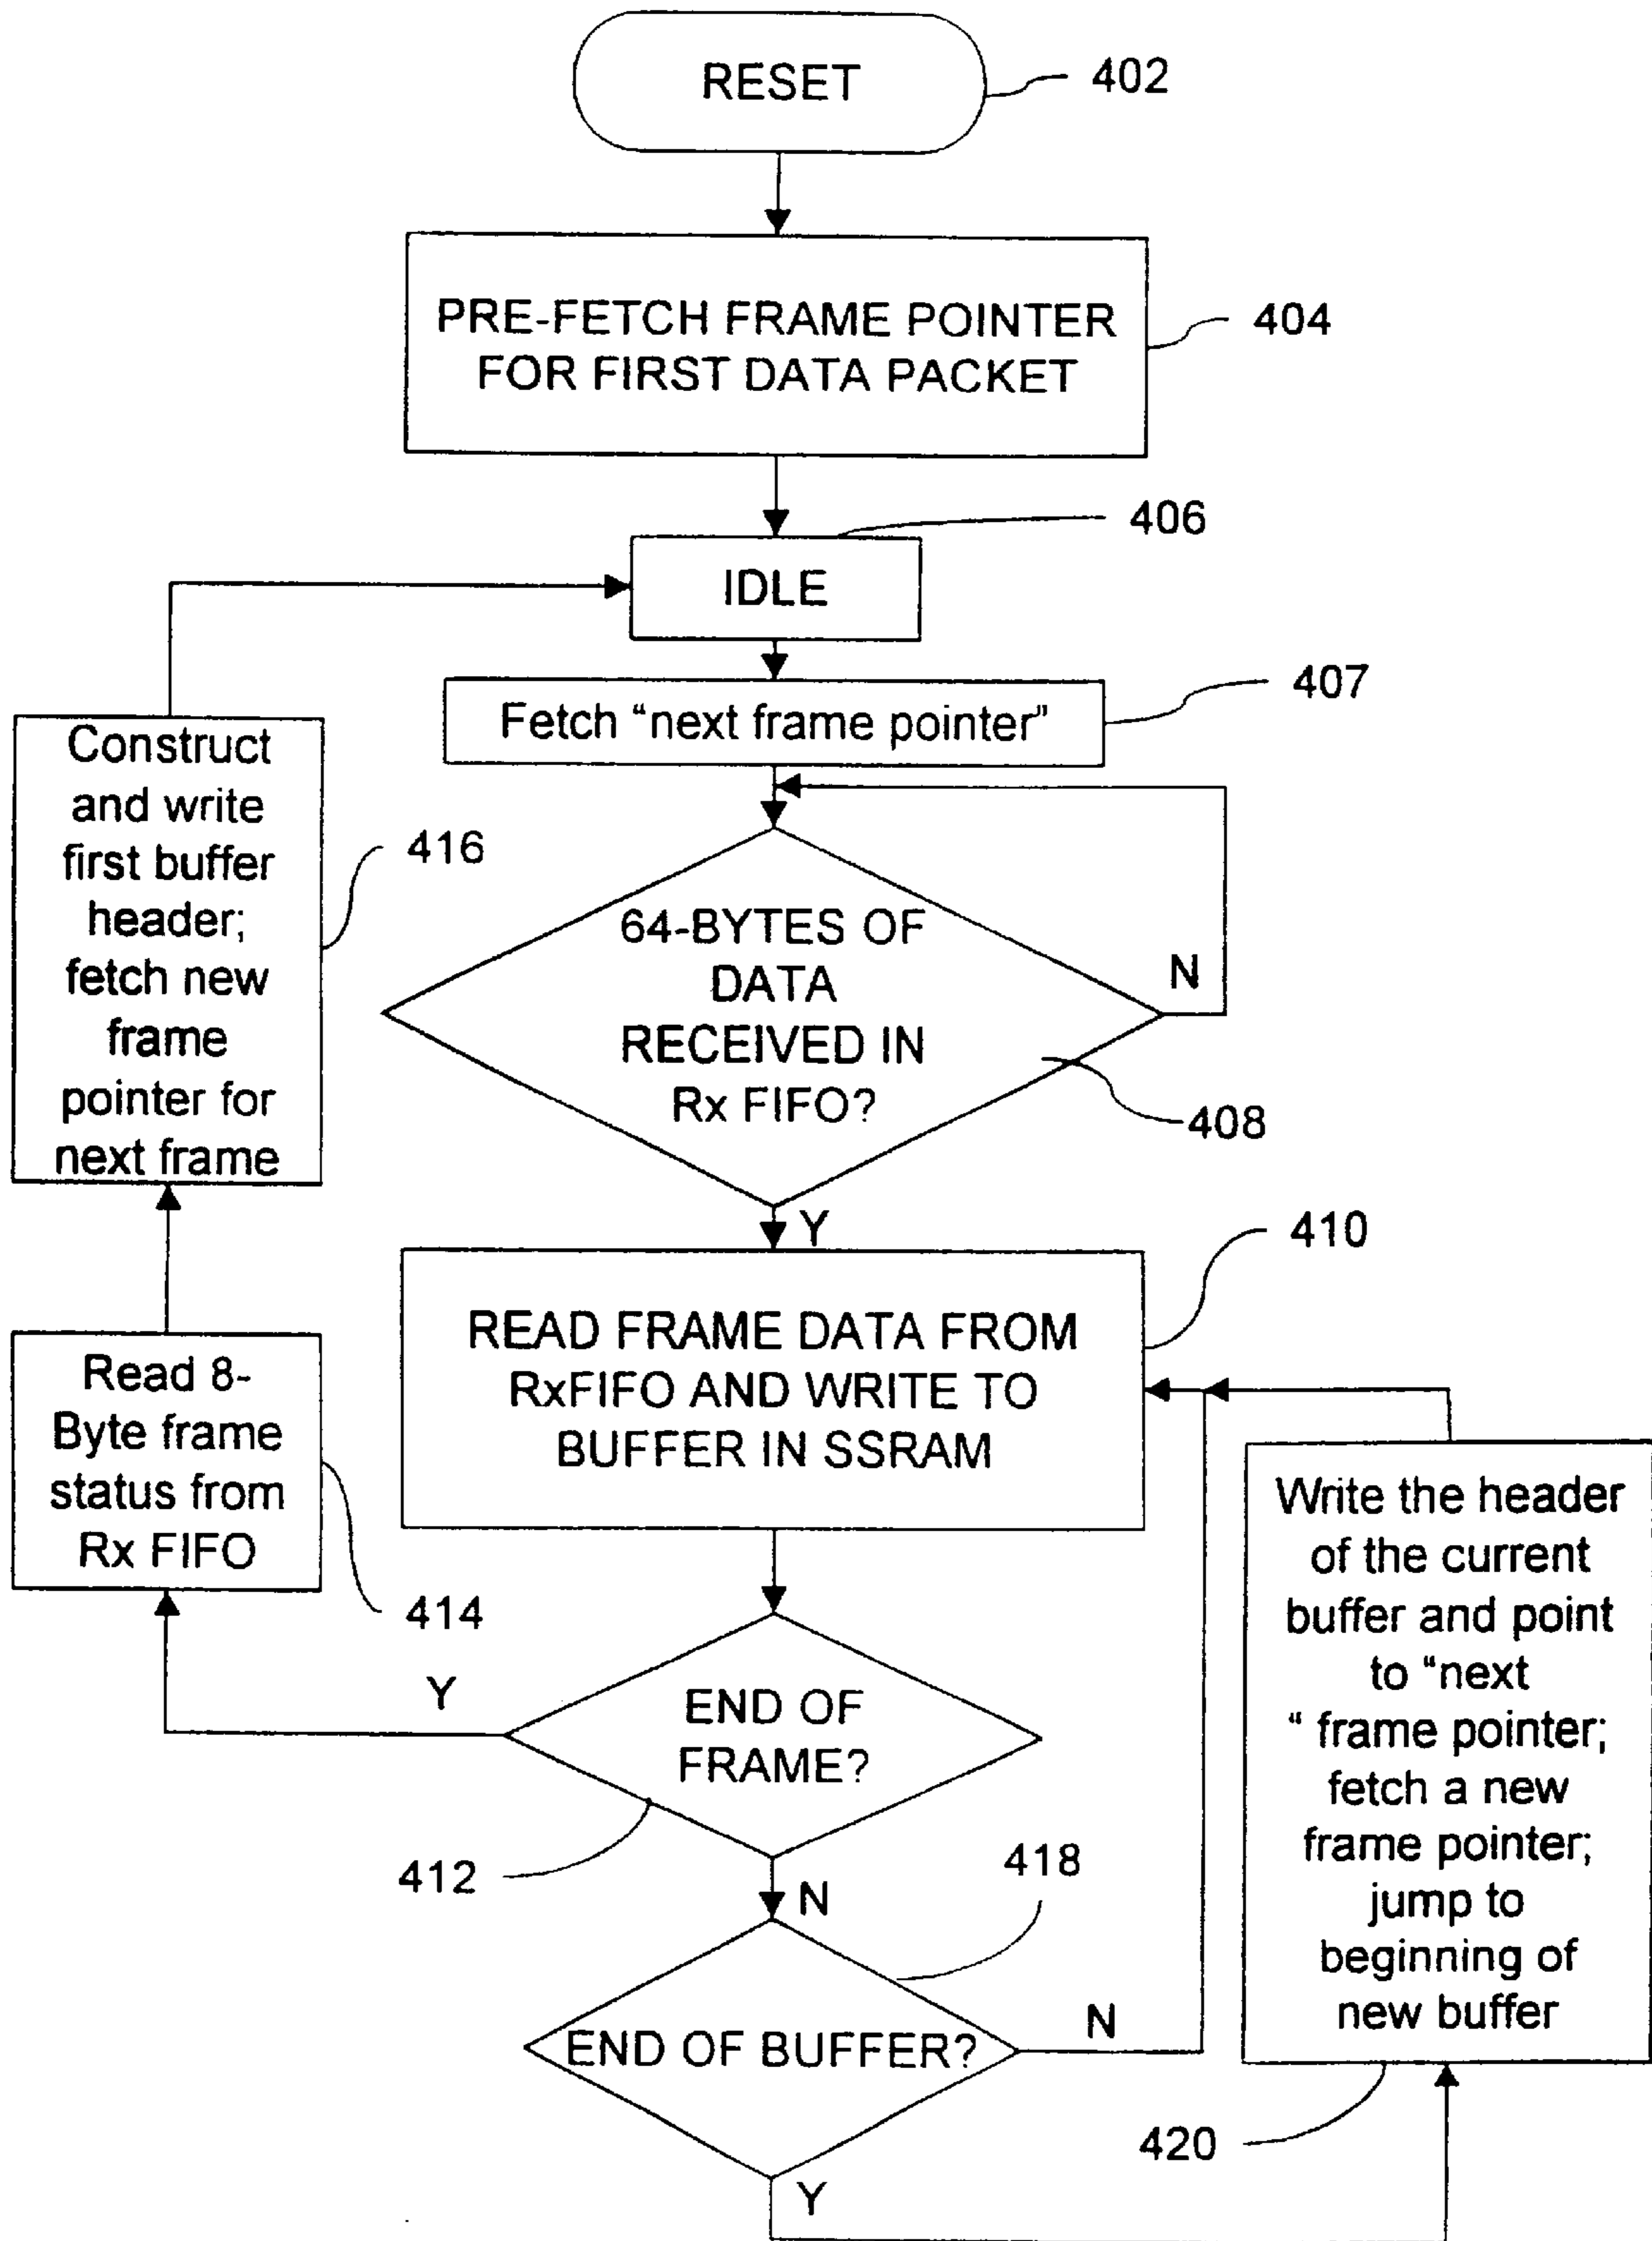 RESET
402
PRE-FETCH FRAME POINTER
FOR FIRST DATA PACKET
404
406
IDLE
407
Fetch “next frame pointer”
Construct
and write
first buffer
header;
fetch new
frame
pointer for
next frame
416
64-BYTES OF
DATA
RECEIVED IN
Rx FIFO?
N
408
Y
410
READ FRAME DATA FROM
RxFIFO AND WRITE TO
BUFFER IN SSRAM
Read 8-
Byte frame
status from
Rx FIFO
414
Write the header
of the current
buffer and point
to “next
“ frame pointer;
fetch a new
frame pointer;
jump to
beginning of
new buffer
Y
END OF
FRAME?
412
N
418
END OF BUFFER?
N
420
Y